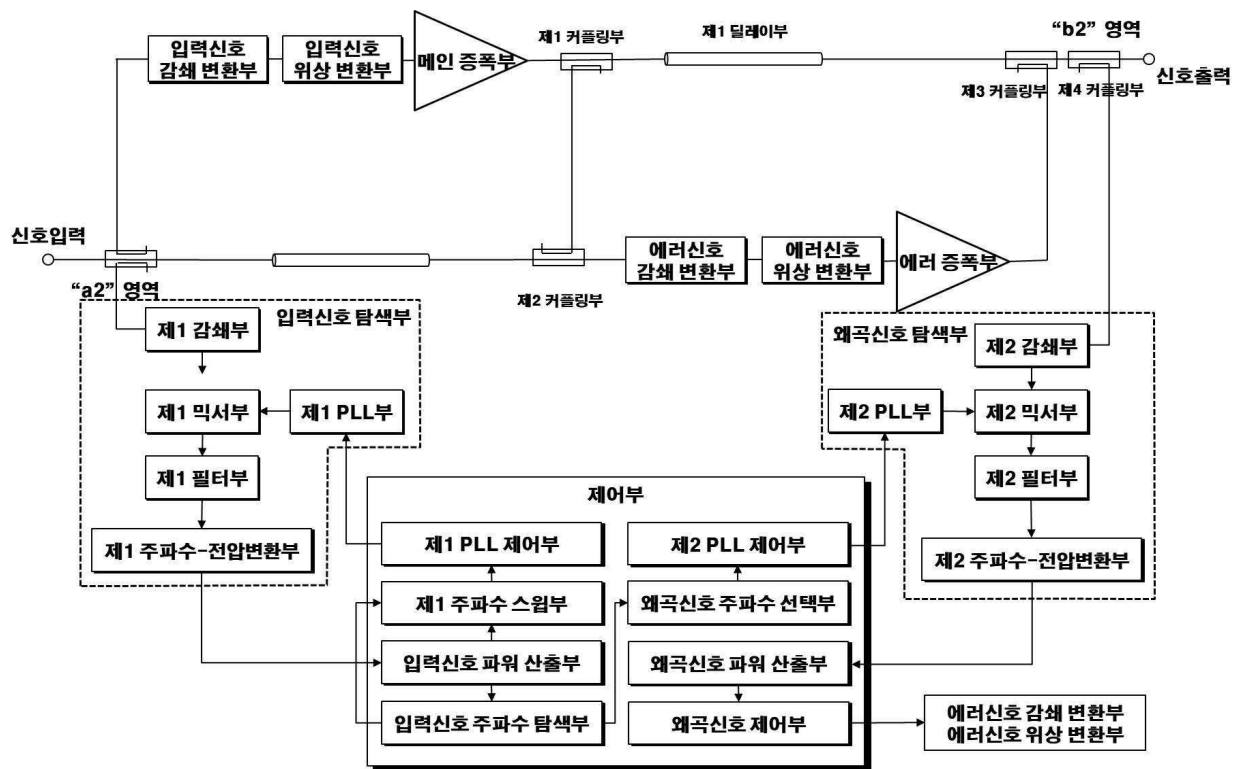 "b2" 영역
제1 커플링부
제1 딜레이부
입력신호
감쇄 변환부
입력신호
위상 변환부
메인 증폭부
신호출력
제3 커플링부
제4 커플링부
신호입력
에러신호
감쇄 변환부
에러신호
위상 변환부
에러 증폭부
"a2" 영역
제2 커플링부
입력신호 탐색부
제1 감쇄부
왜곡신호 탐색부
제2 감쇄부
제1 믹서부
제1 PLL부
제2 PLL부
제2 믹서부
제1 필터부
제2 필터부
제어부
제1 주파수-전압변환부
제1 PLL 제어부
제2 PLL 제어부
제2 주파수-전압변환부
제1 주파수 스윕부
왜곡신호 주파수 선택부
입력신호 파워 산출부
왜곡신호 파워 산출부
입력신호 주파수 탐색부
왜곡신호 제어부
에러신호 감쇄 변환부
에러신호 위상 변환부